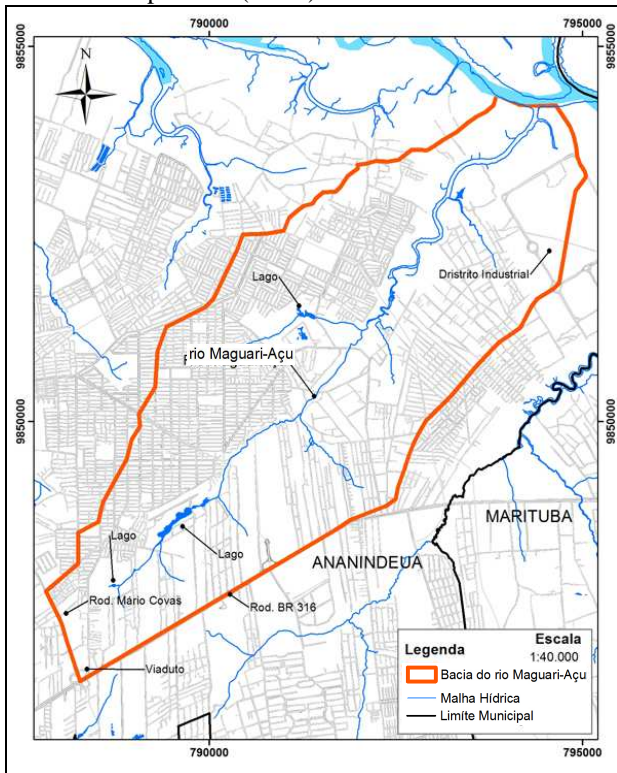 790000
795000
9855000
9855000
N
Lago
Dristrito Industrial
rio Maguari-Açu
9850000
9850000
MARITUBA
Lago
Lago
ANANINDEUA
Rod. Mário Covas
Rod. BR 316
Viaduto
Legenda
Escala
1:40.000
Bacia do rio Maguari-Açu
Malha Hídrica
Limíte Municipal
790000
795000